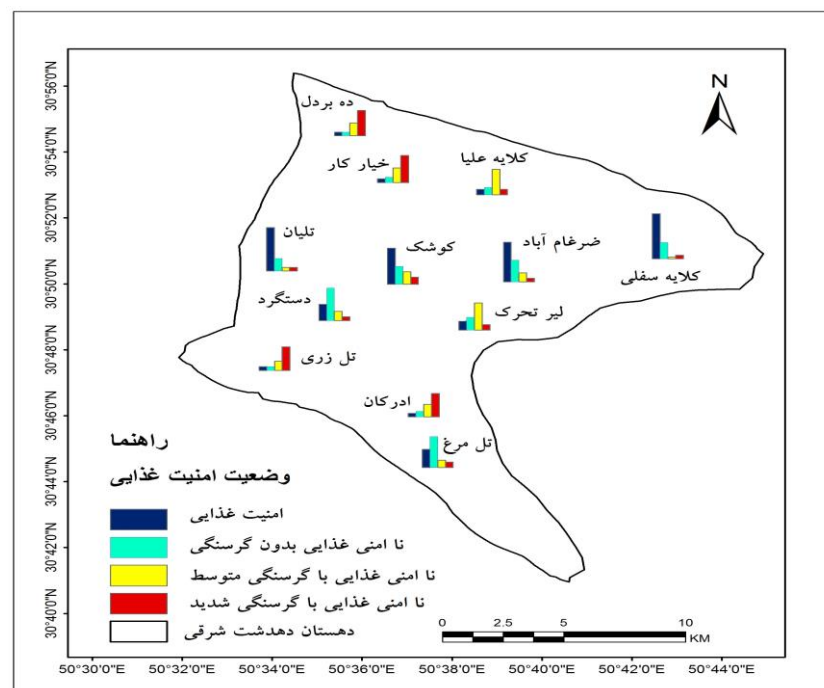 N
ده بردل
خیار کار
کلایه علیا
تلیان
کوشک
ضرغام آباد
کلایه سفلی
دستگرد
لیر تحرک
تل زری
ادرکان
تل مرغ
راهنما
وضعیت امنیت غذایی
امنیت غذایی
نا امنی غذایی بدون گرسنگی
نا امنی غذایی با گرسنگی متوسط
نا امنی غذایی با گرسنگی شدید
دهستان دهدشت شرقی
0 2.5 5 10
KM
30°56'0"N
30°54'0"N
30°52'0"N
30°50'0"N
30°48'0"N
30°46'0"N
30°44'0"N
30°42'0"N
30°40'0"N
50°30'0"E 50°32'0"E 50°34'0"E 50°36'0"E 50°38'0"E 50°40'0"E 50°42'0"E 50°44'0"E